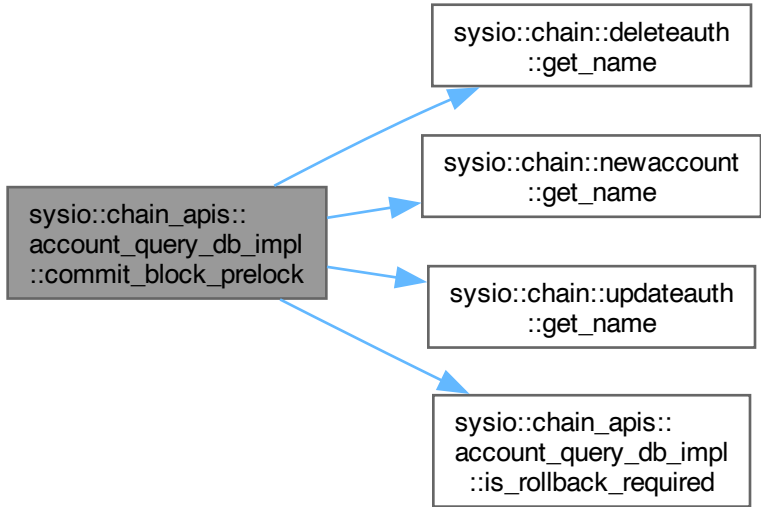 sysio::chain_apis::
account_query_db_impl
::commit_block_prelock
sysio::chain::deleteauth
::get_name
sysio::chain::newaccount
::get_name
sysio::chain::updateauth
::get_name
sysio::chain_apis::
account_query_db_impl
::is_rollback_required